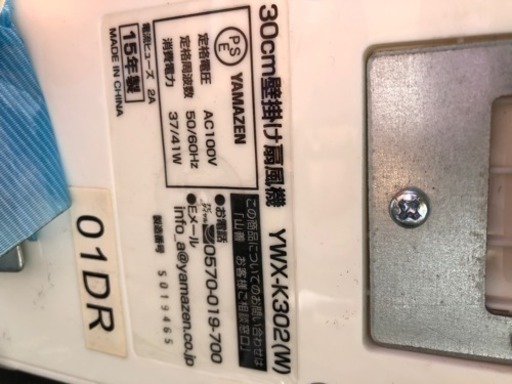 30cm壁掛け扇風機 YWX-K302(W)
PS
E
YAMAZEN
定格電圧 AC100V
定格周波数 50/60Hz
消費電力 37/41W
電流ヒューズ 2A
15年製
MADE IN CHINA
この商品についてのお問い合わせは
「山善 お客様ご相談窓口」
●お電話
0570-019-700
●Eメール
info_a@yamazen.co.jp
製造番号 S019465
01DR